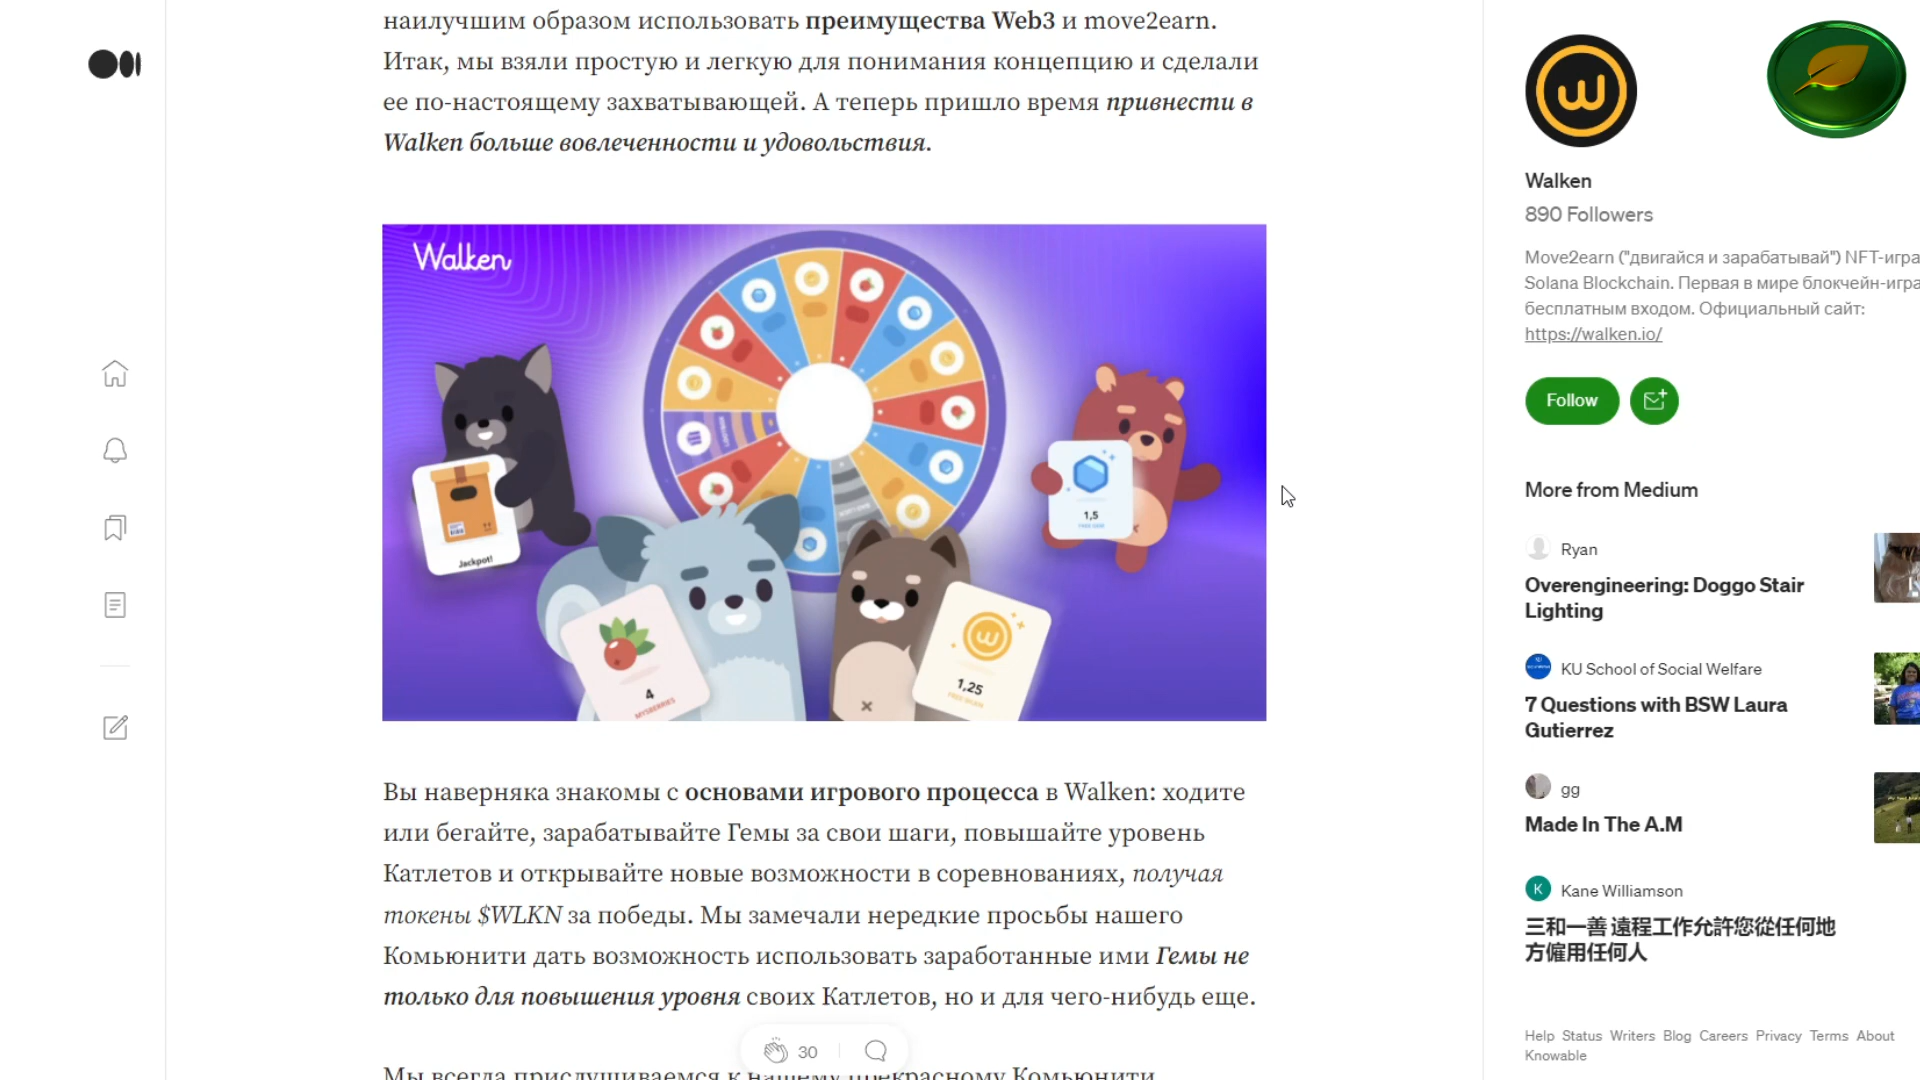 наилучшим образом использовать преимущества Web3 и move2earn.
Итак, мы взяли простую и легкую для понимания концепцию и сделали
ее по-настоящему захватывающей. А теперь пришло время привнести в
Walken больше вовлеченности и удовольствия.
Walken
Jackpot!
4
MYSBERRIES
1,25
1,5
Вы наверняка знакомы с основами игрового процесса в Walken: ходите
или бегайте, зарабатывайте Гемы за свои шаги, повышайте уровень
Катлетов и открывайте новые возможности в соревнованиях, получая
токены $WLKN за победы. Мы замечали нередкие просьбы нашего
Комьюнити дать возможность использовать заработанные ими Гемы не
только для повышения уровня своих Катлетов, но и для чего-нибудь еще.
30
Мы всегда прислушиваемся к нашему прекрасному Комьюнити
Walken
890 Followers
Move2earn ("двигайся и зарабатывай") NFT-игра
Solana Blockchain. Первая в мире блокчейн-игра
бесплатным входом. Официальный сайт:
https://walken.io/
Follow
More from Medium
Ryan
Overengineering: Doggo Stair
Lighting
KU School of Social Welfare
7 Questions with BSW Laura
Gutierrez
gg
Made In The A.M
K Kane Williamson
三和一善 遠程工作允許您從任何地
方僱用任何人
Help Status Writers Blog Careers Privacy Terms About
Knowable